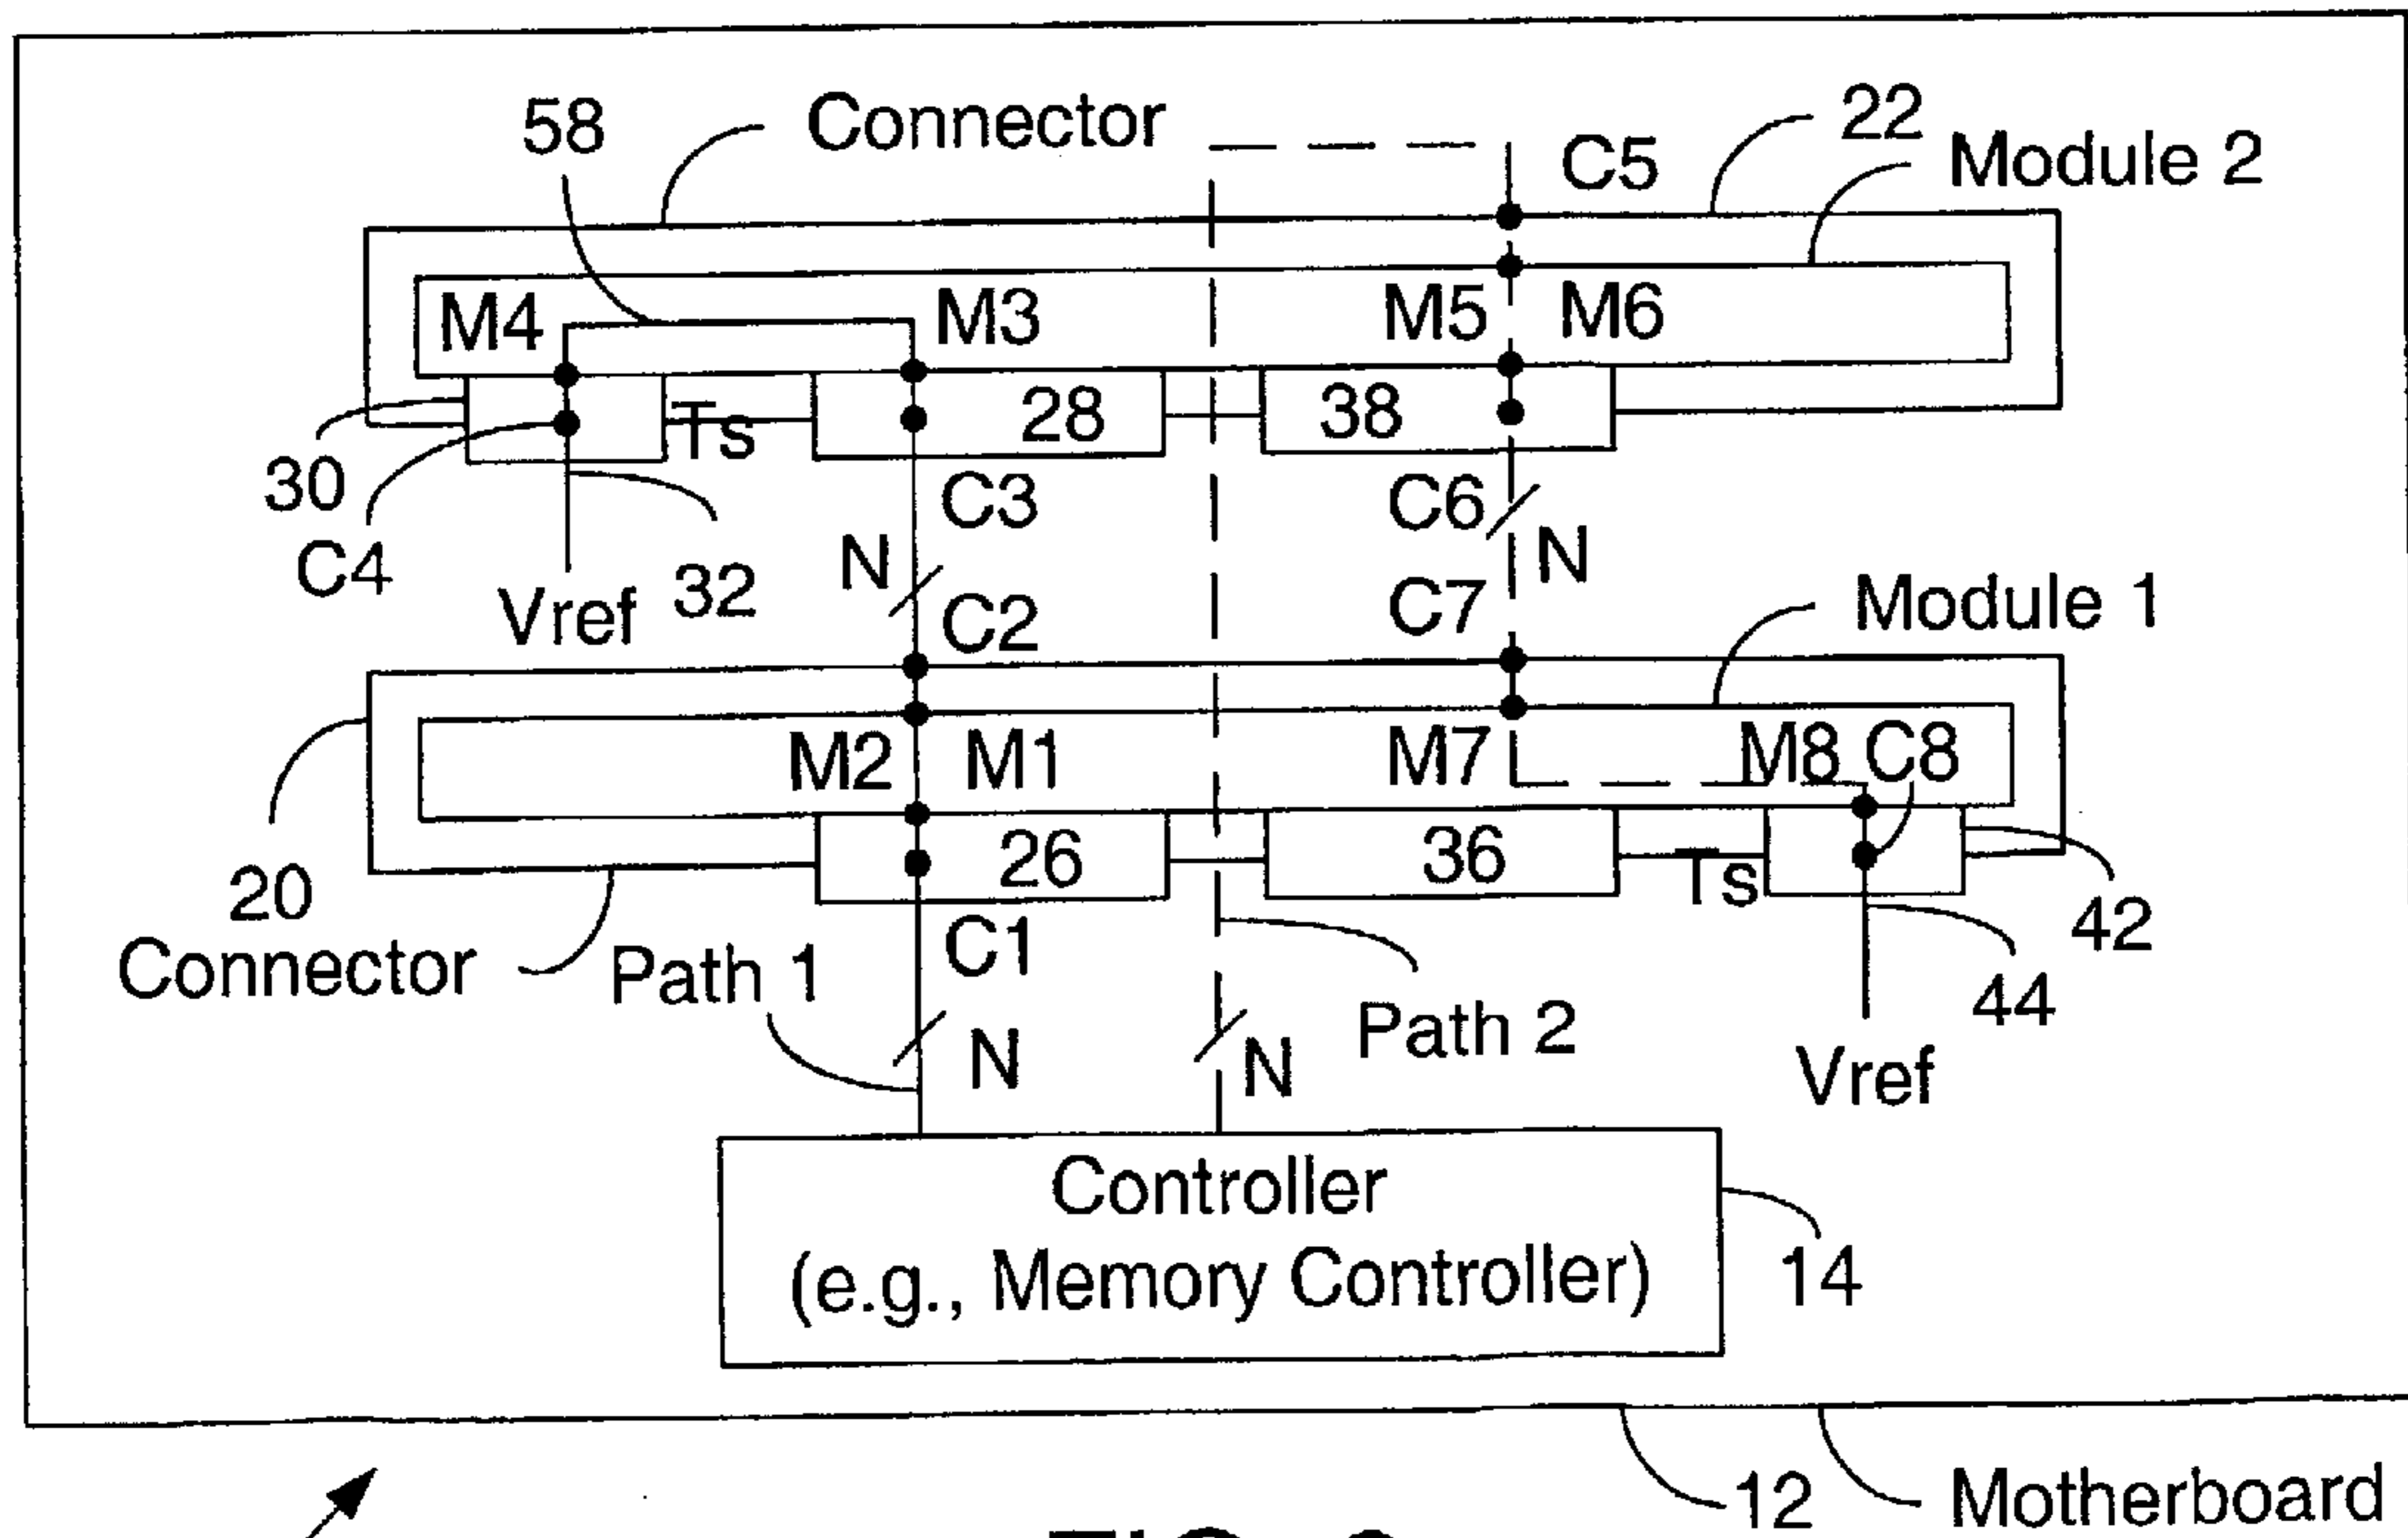 58
Connector
C5
22
Module 2
M4
M3
M5
M6
Ts
28
38
30
C4
Vref
32
C3
N
C2
C6
N
C7
Module 1
M2
M1
M7
M8
C8
20
Connector
26
36
Ts
42
44
Path 1
C1
N
Path 2
N
Vref
Controller
(e.g., Memory Controller)
14
12
Motherboard